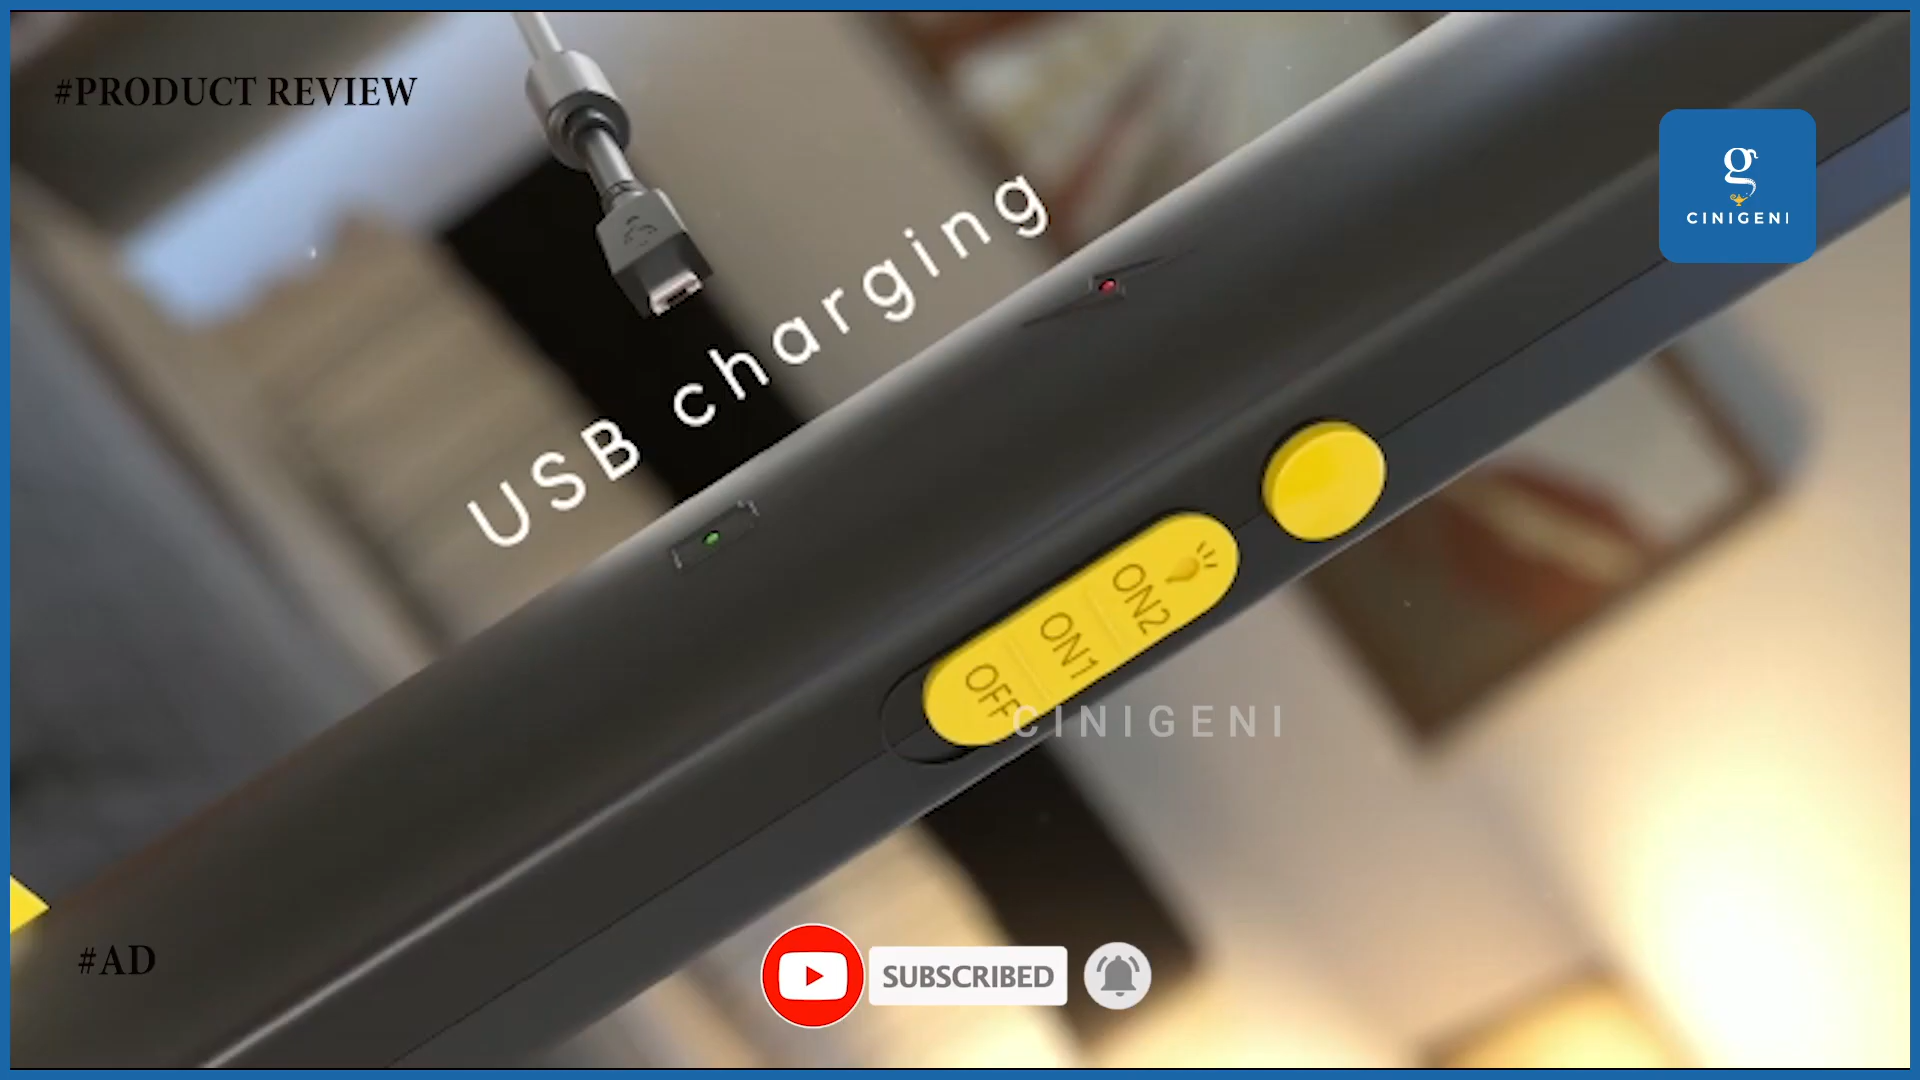 #PRODUCT REVIEW
g
CINIGENI
USB charging
ON2
ON1
OFF
CINIGENI
#AD
SUBSCRIBED